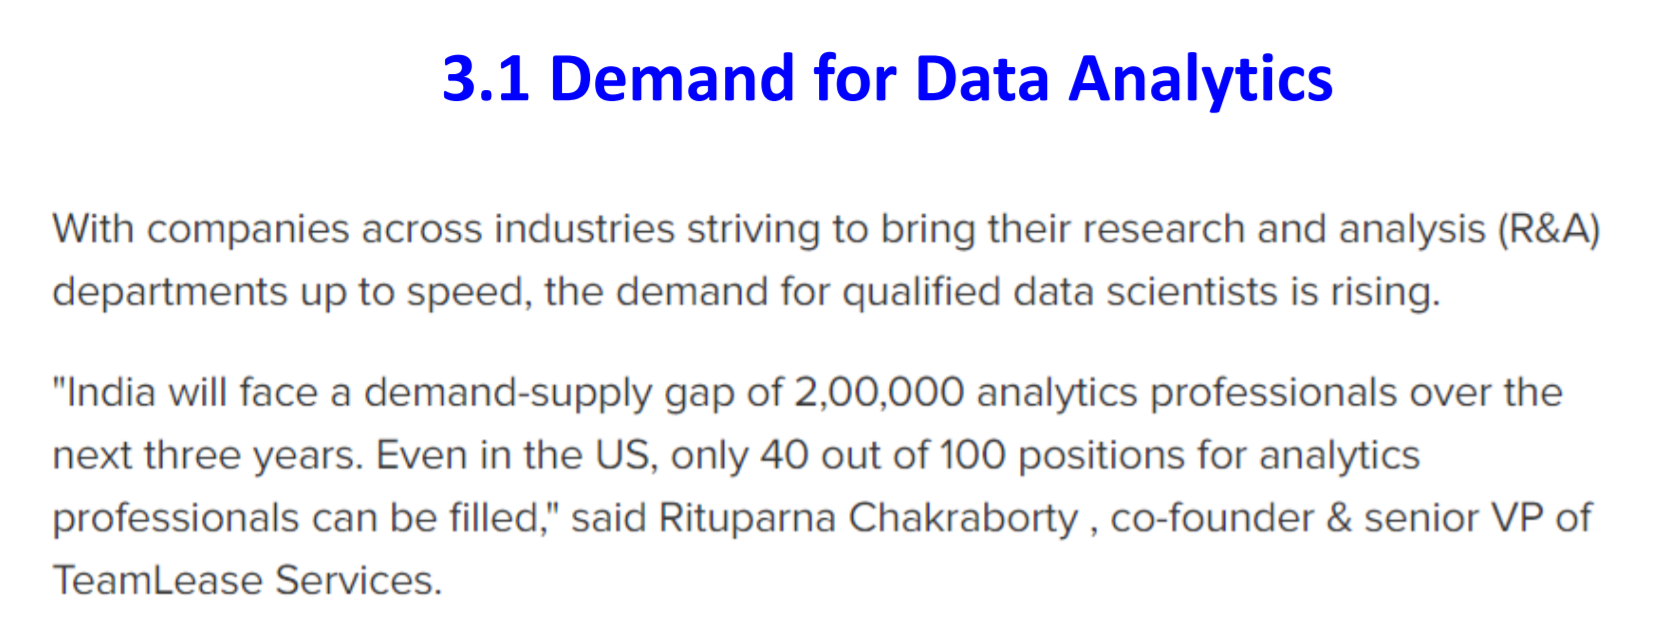 3.1 Demand for Data Analytics
With companies across industries striving to bring their research and analysis (R&A)
departments up to speed, the demand for qualified data scientists is rising.
"India will face a demand-supply gap of 2,00,000 analytics professionals over the
next three years. Even in the US, only 40 out of 100 positions for analytics
professionals can be filled," said Rituparna Chakraborty , co-founder & senior VP of
TeamLease Services.